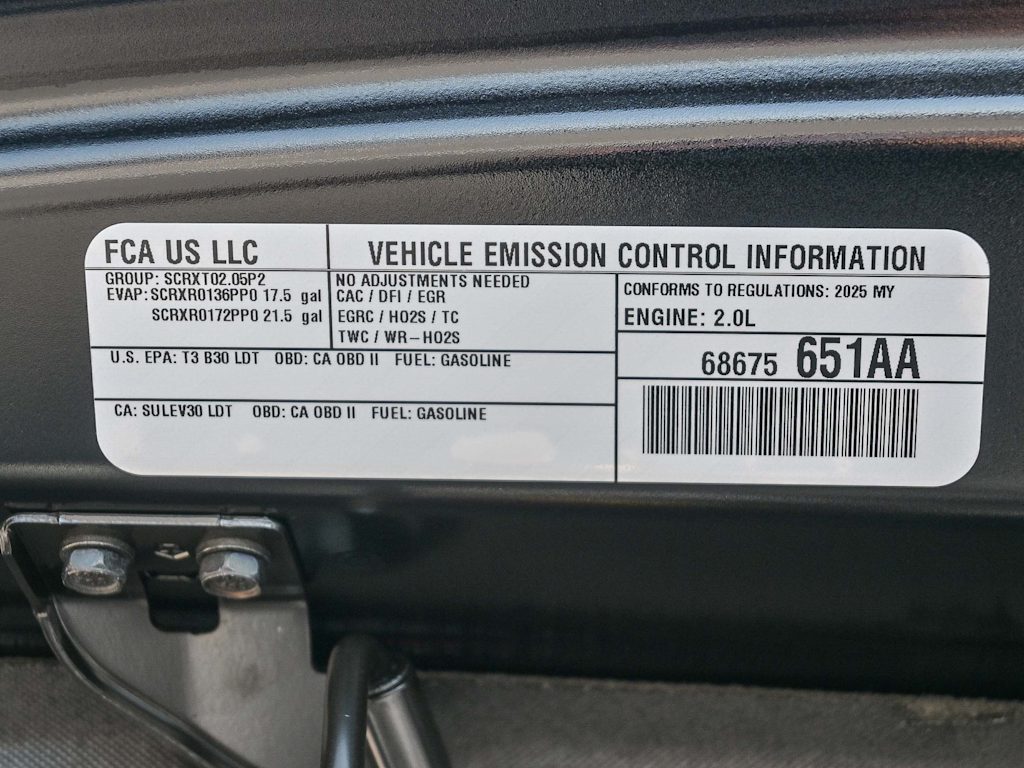 FCA US LLC
VEHICLE EMISSION CONTROL INFORMATION
GROUP: SCRXT02.05P2
EVAP: SCRXR0136PP0 17.5 gal
SCRXR0172PP0 21.5 gal
NO ADJUSTMENTS NEEDED
CAC / DFI / EGR
EGRC / HO2S / TC
TWC / WR-HO2S
CONFORMS TO REGULATIONS: 2025 MY
ENGINE: 2.0L
U.S. EPA: T3 B30 LDT OBD: CA OBD II FUEL: GASOLINE
68675 651AA
CA: SULEV30 LDT OBD: CA OBD II FUEL: GASOLINE